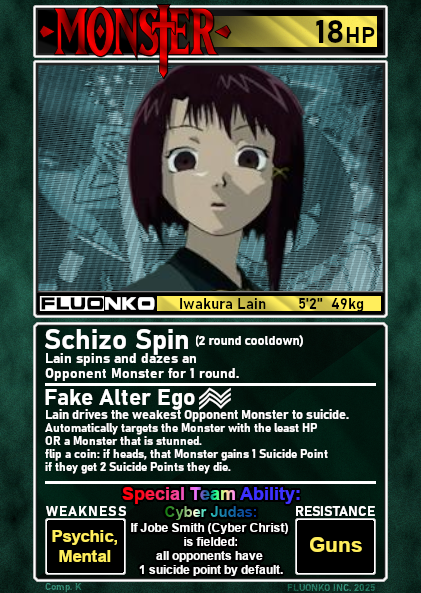 MONSTER
18HP
FLUONKO
Iwakura Lain 5'2" 49kg
Schizo Spin (2 round cooldown)
Lain spins and dazes an
Opponent Monster for 1 round.
Fake Alter Ego
Lain drives the weakest Opponent Monster to suicide.
Automatically targets the Monster with the least HP
OR a Monster that is stunned.
flip a coin: if heads, that Monster gains 1 Suicide Point
if they get 2 Suicide Points they die.
Special Team Ability:
WEAKNESS
Psychic,
Mental
Cyber Judas:
If Jobe Smith (Cyber Christ)
is fielded:
all opponents have
1 suicide point by default.
RESISTANCE
Guns
Comp. K
FLUONKO INC. 2025